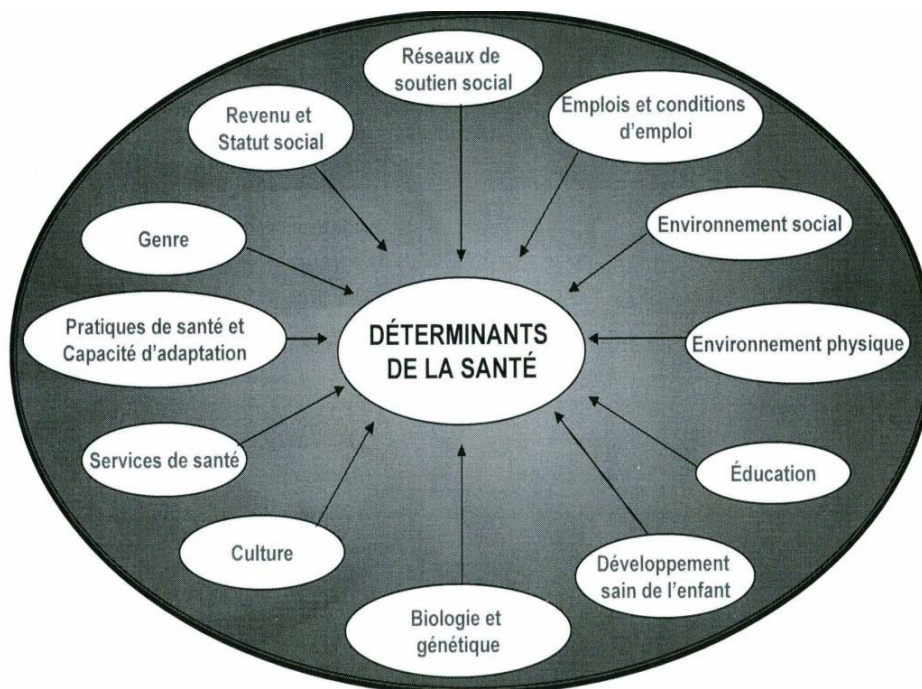 Réseaux de
soutien social
Emplois et conditions
d'emploi
Revenu et
Statut social
Environnement social
Genre
Pratiques de santé et
Capacité d'adaptation
DÉTERMINANTS
DE LA SANTÉ
Environnement physique
Services de santé
Éducation
Culture
Développement
sain de l'enfant
Biologie et
génétique